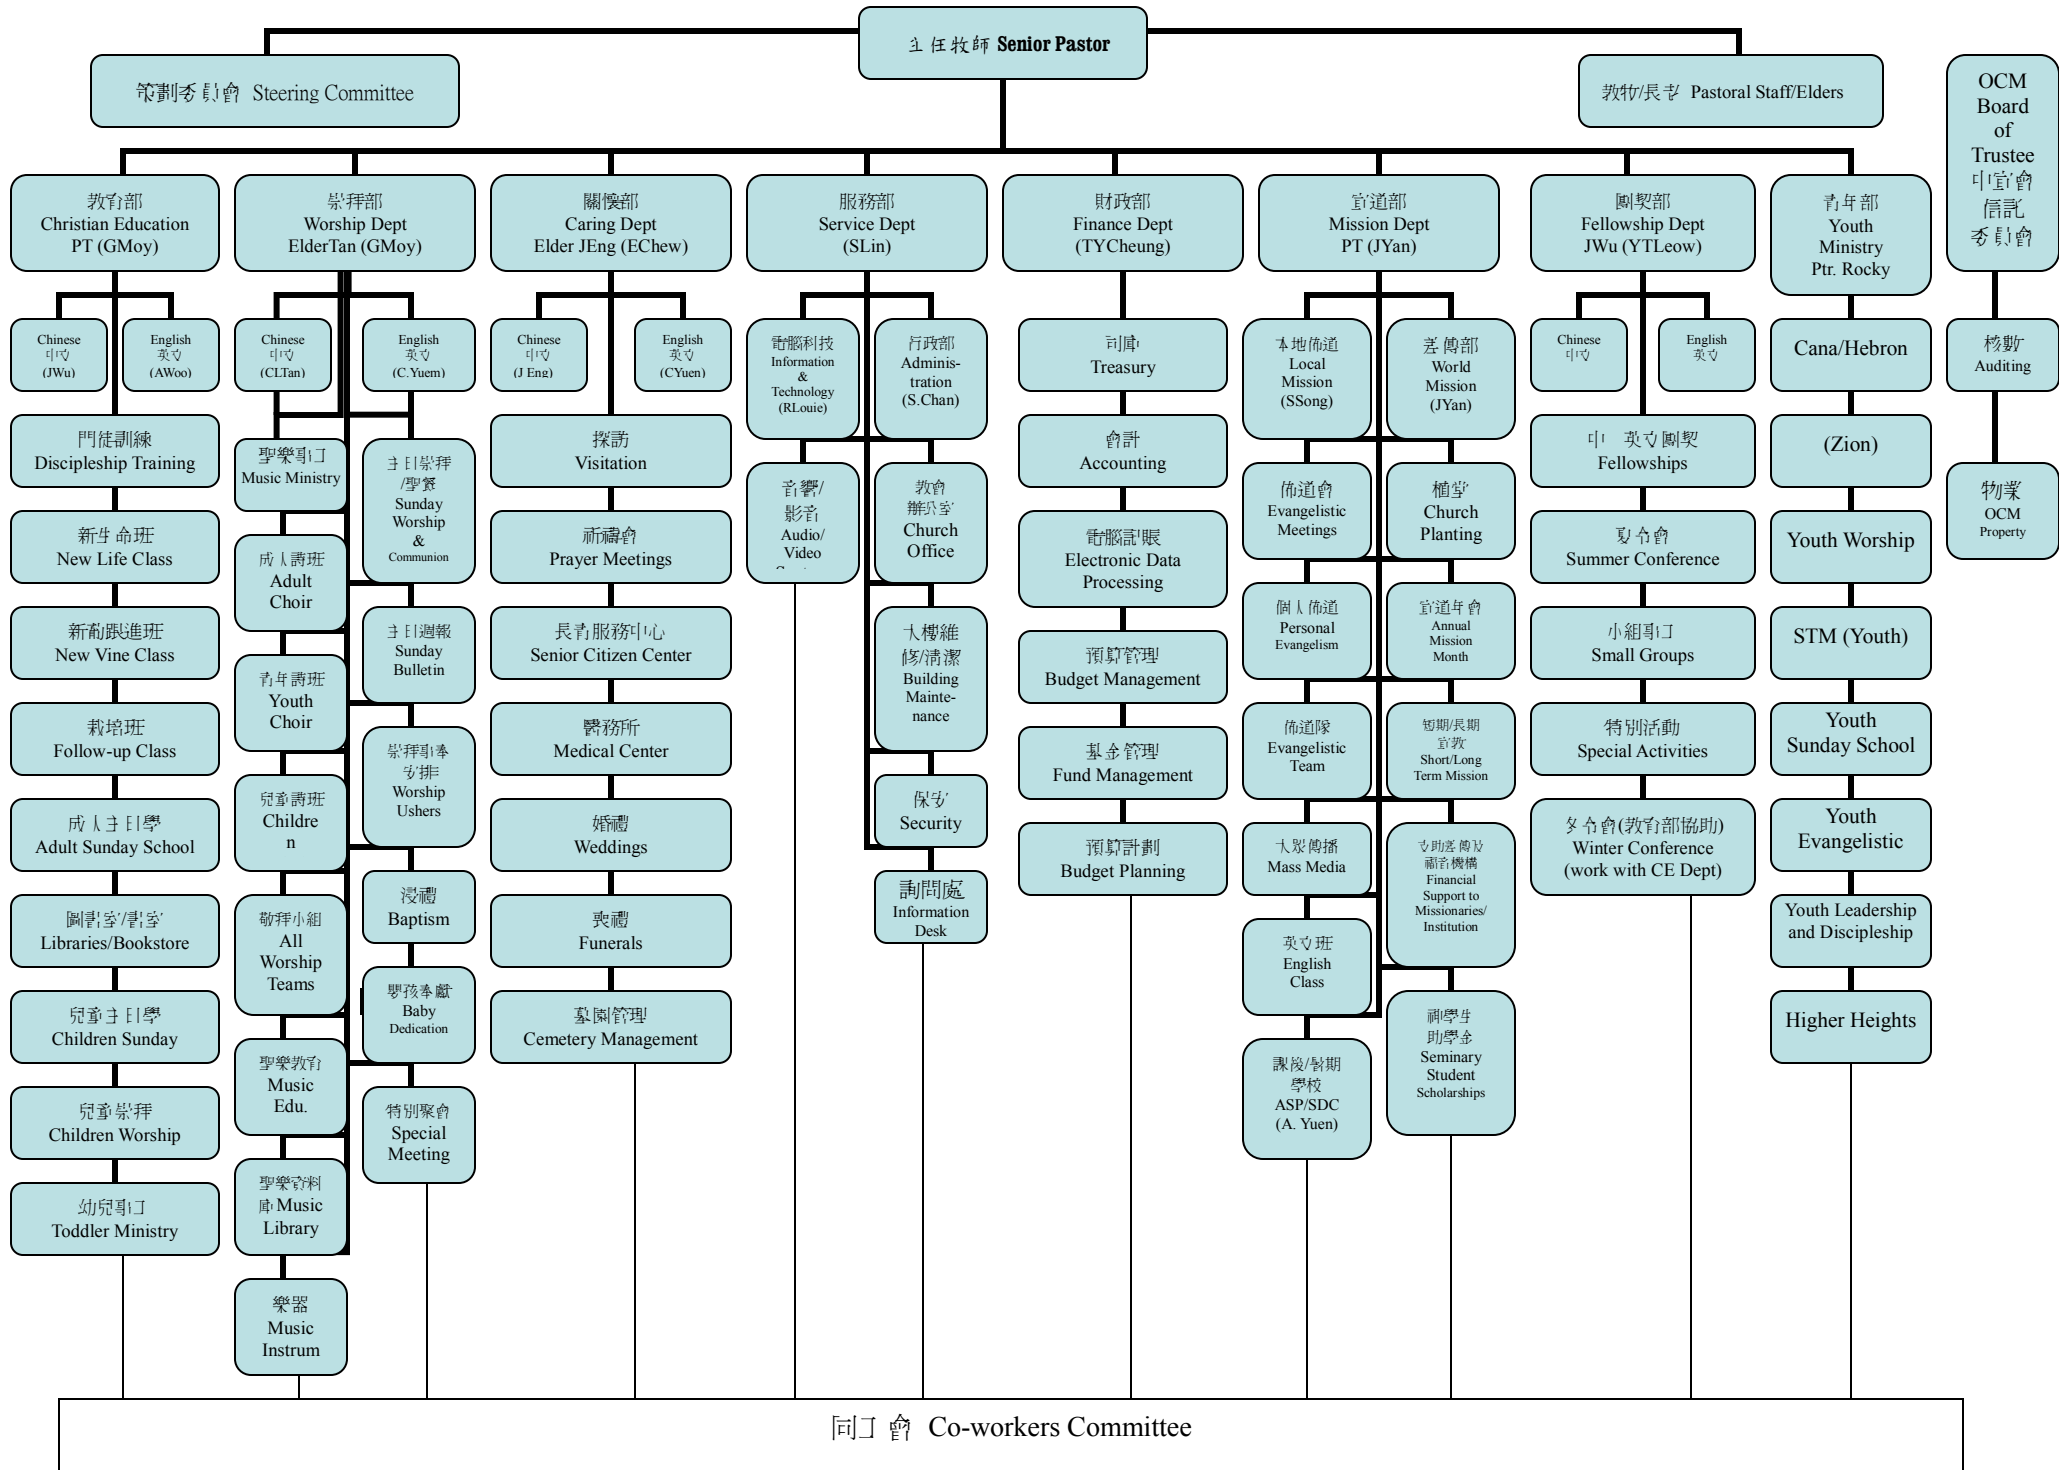 主任牧師 Senior Pastor
策劃委員會 Steering Committee
教牧/長老 Pastoral Staff/Elders
OCM
Board
of
Trustee
中宣會
信託
委員會
核數
Auditing
物業
OCM
Property
教育部
Christian Education
PT (GMoy)
Chinese
中文
(JWu)
English
英文
(AWoo)
門徒訓練
Discipleship Training
新生命班
New Life Class
新葡跟進班
New Vine Class
栽培班
Follow-up Class
成人主日學
Adult Sunday School
圖書室/書室
Libraries/Bookstore
兒童主日學
Children Sunday
兒童崇拜
Children Worship
幼兒事工
Toddler Ministry
崇拜部
Worship Dept
ElderTan (GMoy)
Chinese
中文
(CLTan)
English
英文
(C.Yuem)
聖樂事工
Music Ministry
成人詩班
Adult
Choir
青年詩班
Youth
Choir
兒童詩班
Childre
n
敬拜小組
All
Worship
Teams
聖樂教育
Music
Edu.
聖樂資料
庫 Music
Library
樂器
Music
Instrum
主日崇拜
/聖餐
Sunday
Worship
&
Communion
主日週報
Sunday
Bulletin
崇拜事奉
安排
Worship
Ushers
浸禮
Baptism
嬰孩奉獻
Baby
Dedication
特別聚會
Special
Meeting
關懷部
Caring Dept
Elder JEng (EChew)
Chinese
中文
(J Eng)
English
英文
(CYuen)
探訪
Visitation
祈禱會
Prayer Meetings
長青服務中心
Senior Citizen Center
醫務所
Medical Center
婚禮
Weddings
喪禮
Funerals
墓園管理
Cemetery Management
服務部
Service Dept
(SLin)
電腦科技
Information
&
Technology
(RLouie)
行政部
Adminis-
tration
(S.Chan)
音響/
影音
Audio/
Video
教會
辦公室
Church
Office
大樓維
修/清潔
Building
Mainte-
nance
保安
Security
詢問處
Information
Desk
財政部
Finance Dept
(TYCheung)
司庫
Treasury
會計
Accounting
電腦記賬
Electronic Data
Processing
預算管理
Budget Management
基金管理
Fund Management
預算計劃
Budget Planning
宣道部
Mission Dept
PT (JYan)
本地佈道
Local
Mission
(SSong)
差傳部
World
Mission
(JYan)
佈道會
Evangelistic
Meetings
植堂
Church
Planting
個人佈道
Personal
Evangelism
宣道年會
Annual
Mission
Month
佈道隊
Evangelistic
Team
短期/長期
宣教
Short/Long
Term Mission
大眾傳播
Mass Media
支助差傳及
福音機構
Financial
Support to
Missionaries/
Institution
英文班
English
Class
神學生
助學金
Seminary
Student
Scholarships
課後/暑期
學校
ASP/SDC
(A. Yuen)
團契部
Fellowship Dept
JWu (YTLeow)
Chinese
中文
English
英文
中 英文團契
Fellowships
夏令會
Summer Conference
小組事工
Small Groups
特別活動
Special Activities
冬令會(教育部協助)
Winter Conference
(work with CE Dept)
青年部
Youth
Ministry
Ptr. Rocky
Cana/Hebron
(Zion)
Youth Worship
STM (Youth)
Youth
Sunday School
Youth
Evangelistic
Youth Leadership
and Discipleship
Higher Heights
同工 會 Co-workers Committee